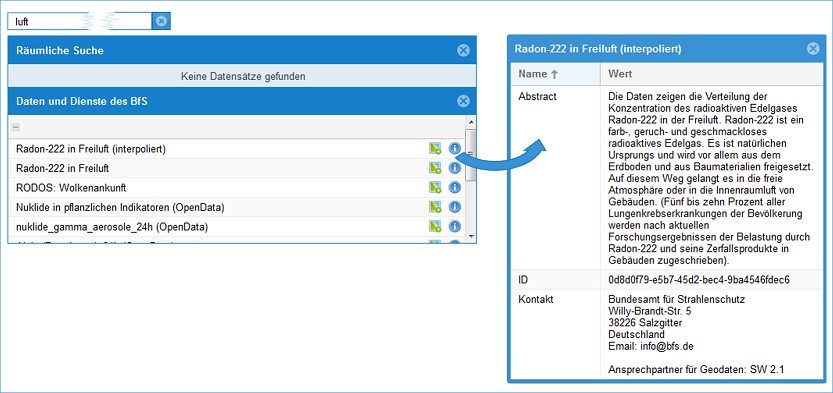 luft
Räumliche Suche
Keine Datensätze gefunden
Daten und Dienste des BfS
Radon-222 in Freiluft (interpoliert)
Radon-222 in Freiluft
RODOS: Wolkenankunft
Nuklide in pflanzlichen Indikatoren (OpenData)
nuklide_gamma_aerosole_24h (OpenData)
Radon-222 in Freiluft (interpoliert)
Name Wert
Abstract
Die Daten zeigen die Verteilung der
Konzentration des radioaktiven Edelgases
Radon-222 in der Freiluft. Radon-222 ist ein
farb-, geruch- und geschmackloses
radioaktives Edelgas. Es ist natürlichen
Ursprungs und wird vor allem aus dem
Erdboden und aus Baumaterialien freigesetzt.
Auf diesem Weg gelangt es in die freie
Atmosphäre oder in die Innenraumluft von
Gebäuden. (Fünf bis zehn Prozent aller
Lungenkrebserkrankungen der Bevölkerung
werden nach aktuellen
Forschungsergebnissen der Belastung durch
Radon-222 und seine Zerfallsprodukte in
Gebäuden zugeschrieben).
ID 0d8d0f79-e5b7-45d2-bec4-9ba4546fdec6
Kontakt
Bundesamt für Strahlenschutz
Willy-Brandt-Str. 5
38226 Salzgitter
Deutschland
Email: info@bfs.de
Ansprechpartner für Geodaten: SW 2.1